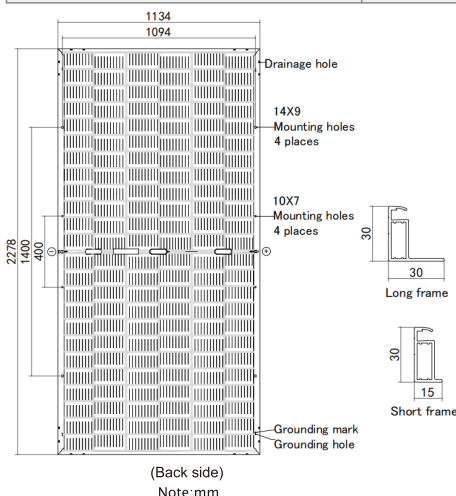 1134
1094
Drainage hole
14X9
Mounting holes
4 places
10X7
Mounting holes
4 places
2278
1400
400
30
30
Long frame
30
15
Short frame
Grounding mark
Grounding hole
(Back side)
Note:mm